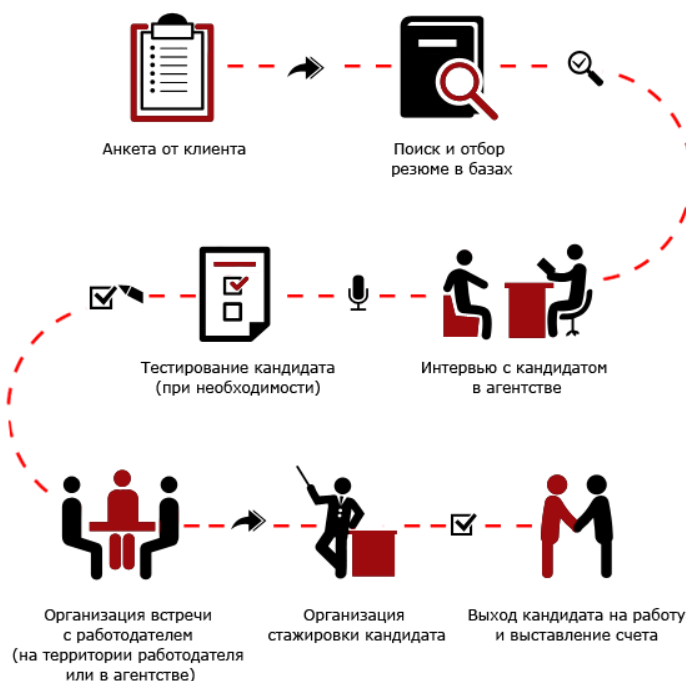 Анкета от клиента
Поиск и отбор
резюме в базах
Интервью с кандидатом
в агентстве
Тестирование кандидата
(при необходимости)
Организация встречи
с работодателем
(на территории работодателя
или в агентстве)
Организация
стажировки кандидата
Выход кандидата на работу
и выставление счета